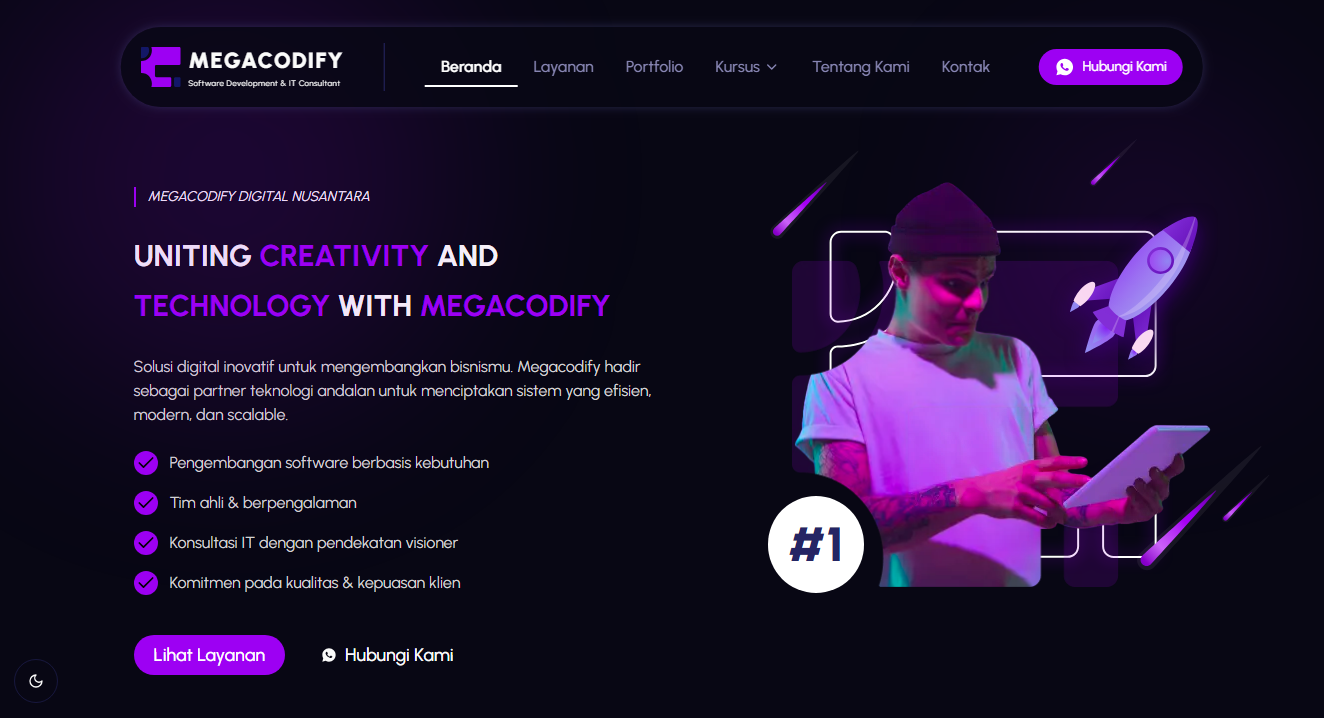 MEGACODIFY
Software Development & IT Consultant
Beranda
Layanan
Portfolio
Kursus
Tentang Kami
Kontak
Hubungi Kami
MEGACODIFY DIGITAL NUSANTARA
UNITING CREATIVITY AND
TECHNOLOGY WITH MEGACODIFY
Solusi digital inovatif untuk mengembangkan bisnismu. Megacodify hadir
sebagai partner teknologi andalan untuk menciptakan sistem yang efisien,
modern, dan scalable.
Pengembangan software berbasis kebutuhan
Tim ahli & berpengalaman
Konsultasi IT dengan pendekatan visioner
Komitmen pada kualitas & kepuasan klien
#1
Lihat Layanan
Hubungi Kami